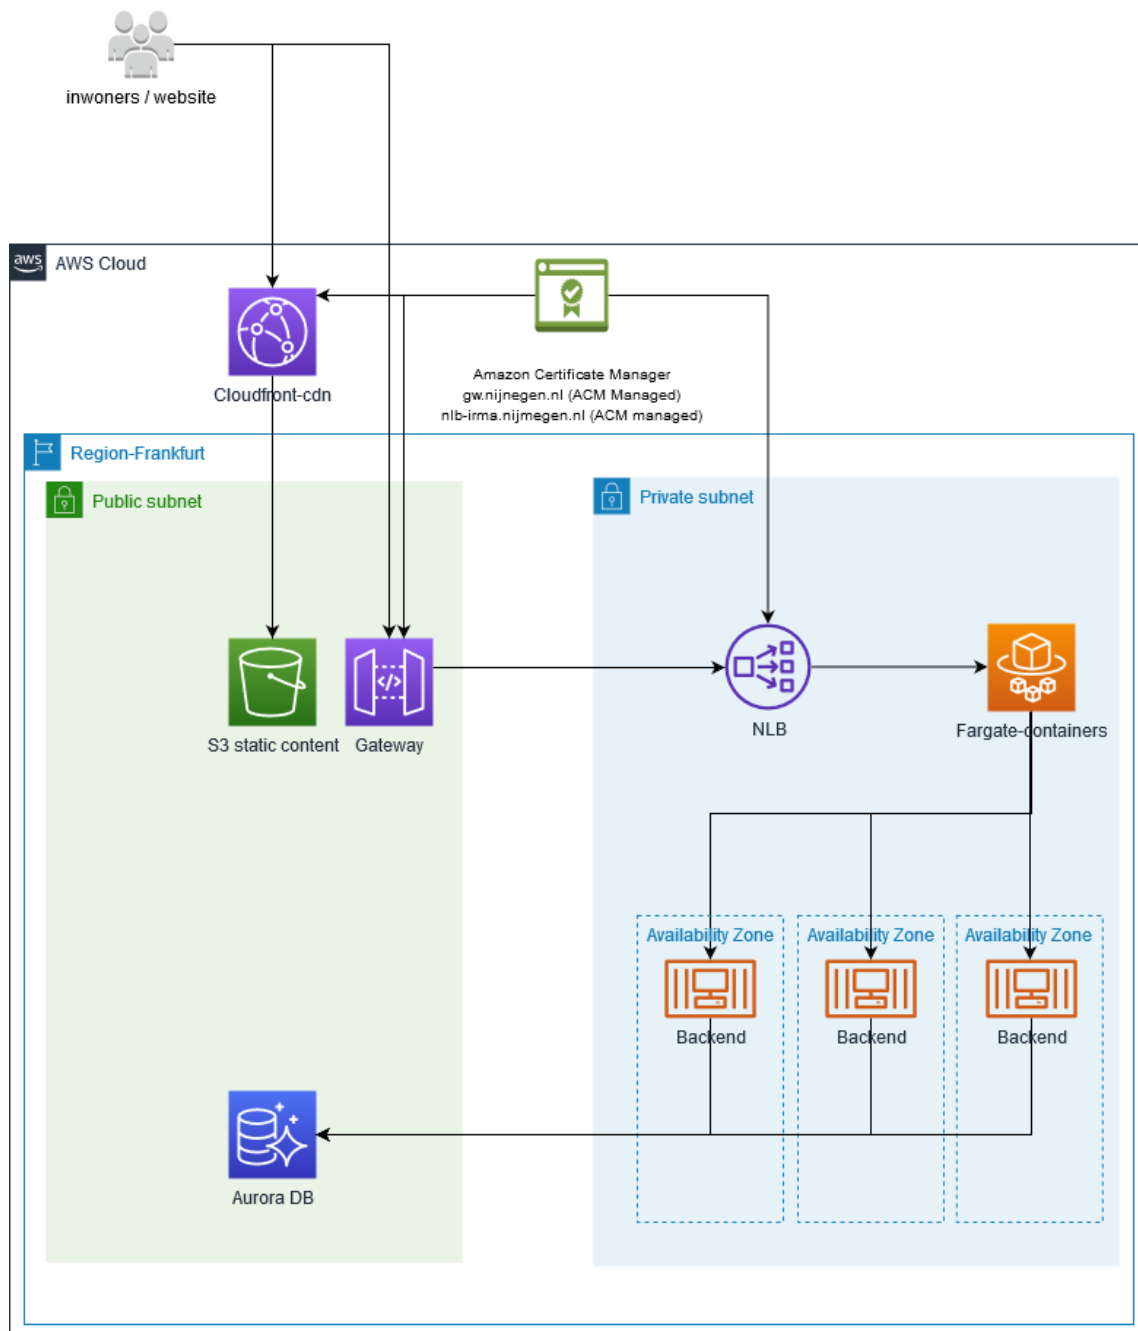 inwoners / website
aws
AWS Cloud
Cloudfront-cdn
Amazon Certificate Manager
gw.nijnegen.nl (ACM Managed)
nlb-irma.nijmegen.nl (ACM managed)
Region-Frankfurt
Public subnet
Private subnet
</>
S3 static content
Gateway
NLB
Fargate-containers
Availability Zone
Availability Zone
Availability Zone
Backend
Backend
Backend
Aurora DB